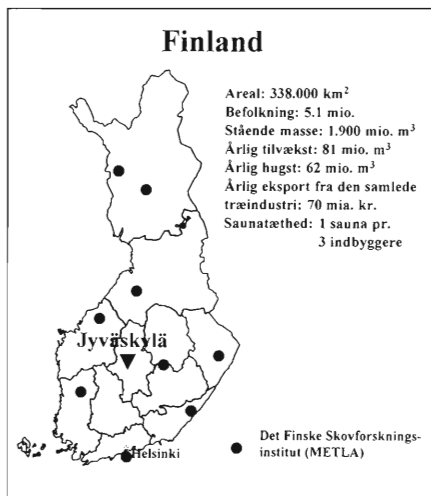 Finland
Areal: 338.000 km²
Befolkning: 5.1 mio.
Stående masse: 1.900 mio. m³
Årlig tilvækst: 81 mio. m³
Årlig hugst: 62 mio. m³
Årlig eksport fra den samlede
træindustri: 70 mia. kr.
Saunatæthed: 1 sauna pr.
3 indbyggere
Jyväskylä
Helsinki
Det Finske Skovforsknings-
institut (METLA)